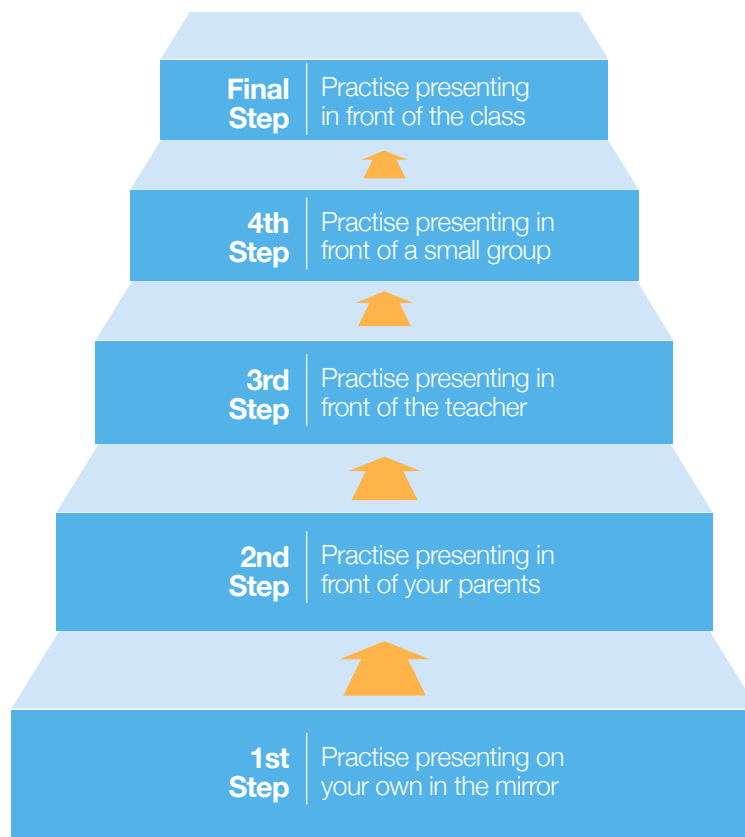 Final
Step
Practise presenting
in front of the class
4th
Step
Practise presenting in
front of a small group
3rd
Step
Practise presenting in
front of the teacher
2nd
Step
Practise presenting in
front of your parents
1st
Step
Practise presenting on
your own in the mirror